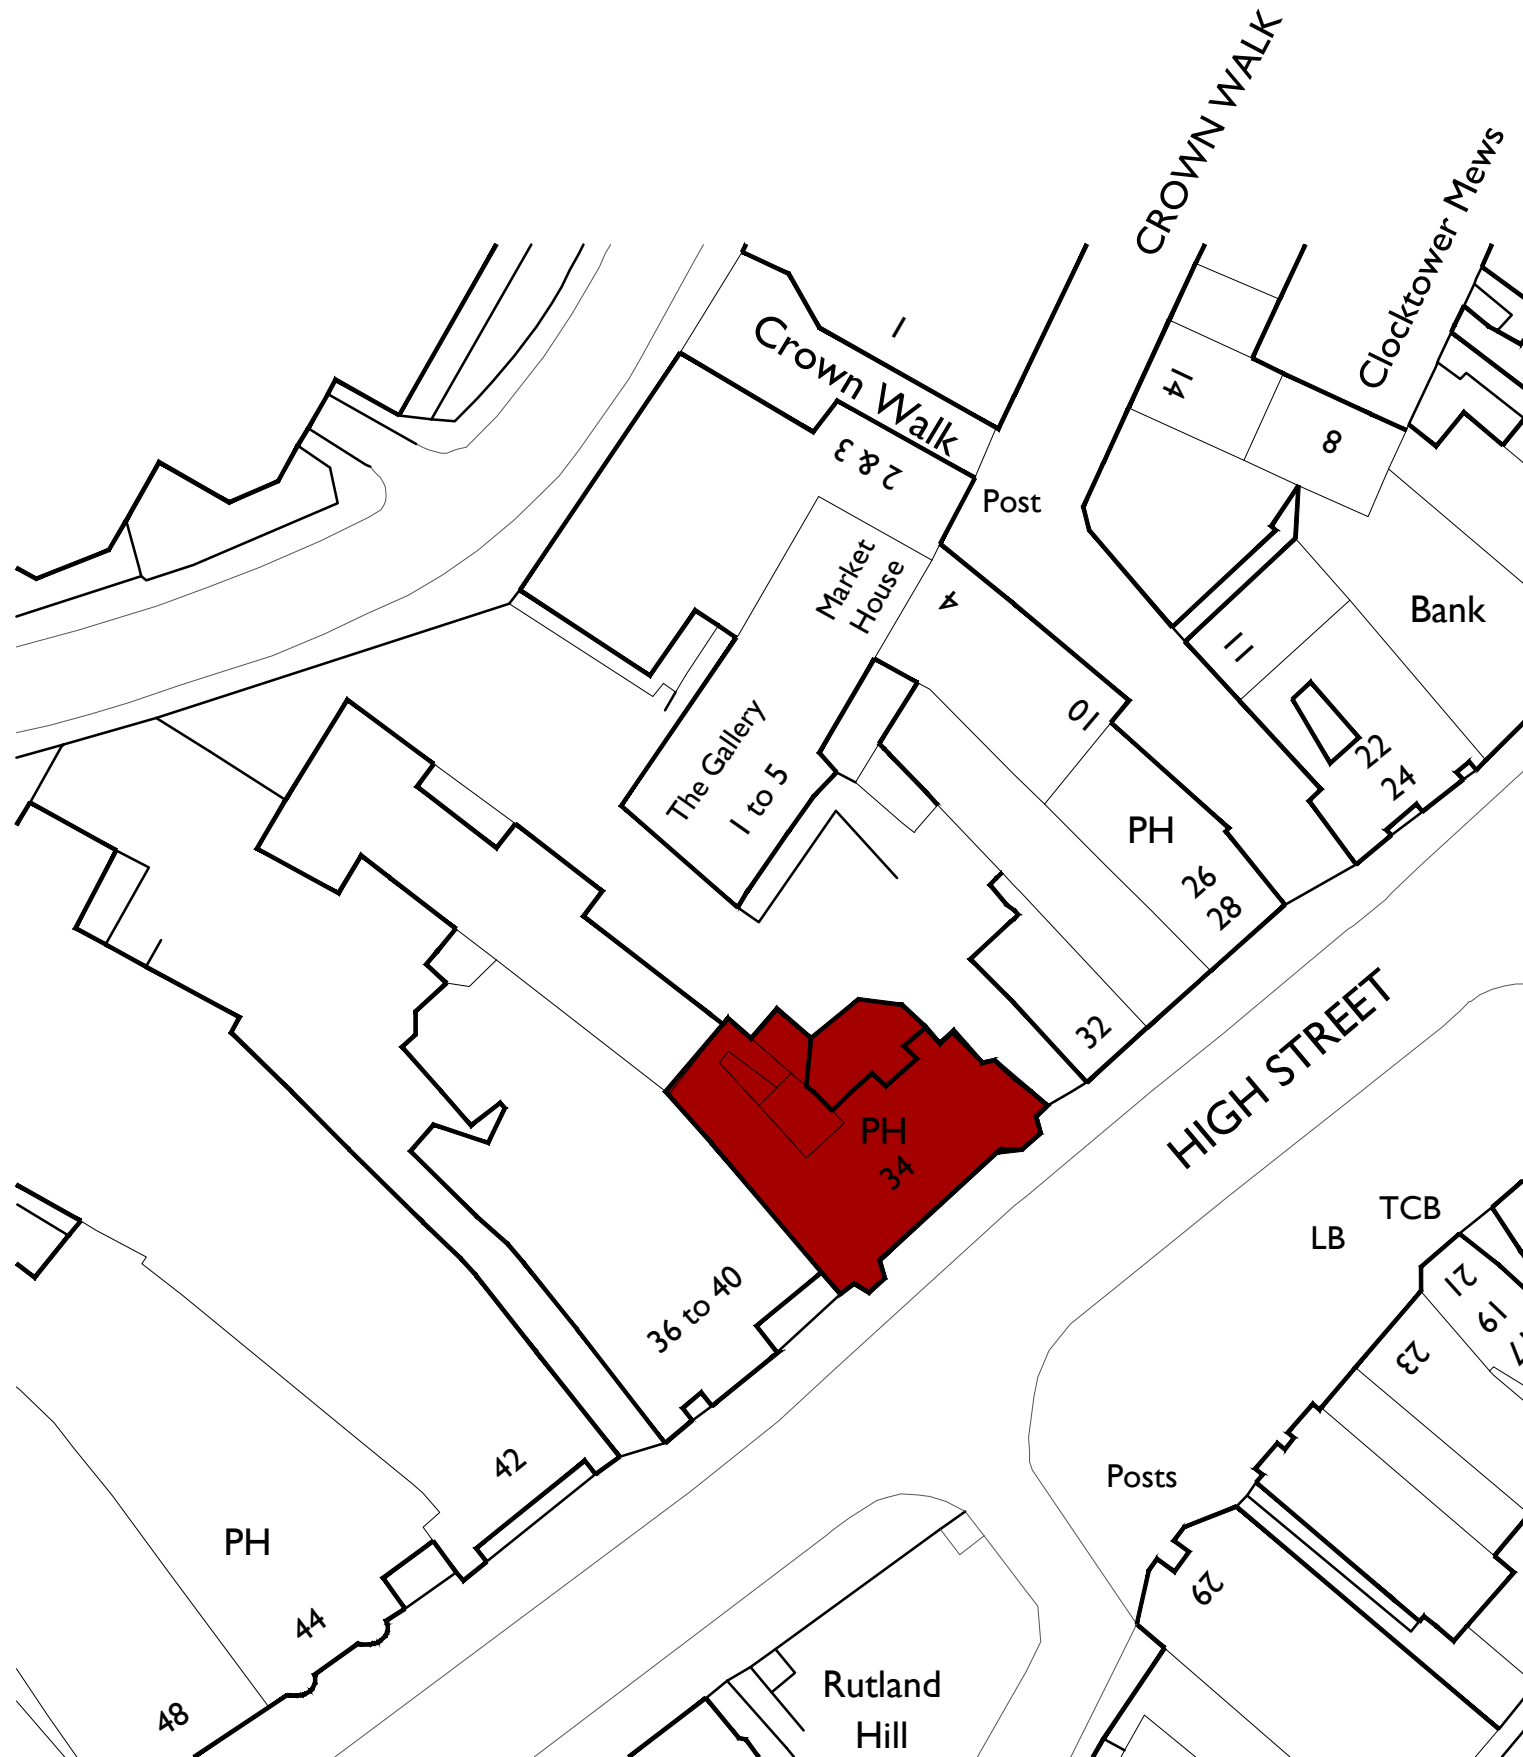 CROWN WALK
Clocktower Mews
1
Crown Walk
14
8
2 & 3
Post
Market
House
4
Bank
11
10
The Gallery
1 to 5
22
24
PH
26
28
32
HIGH STREET
PH
34
TCB
LB
36 to 40
21
19
17
23
42
Posts
PH
29
44
Rutland
Hill
48